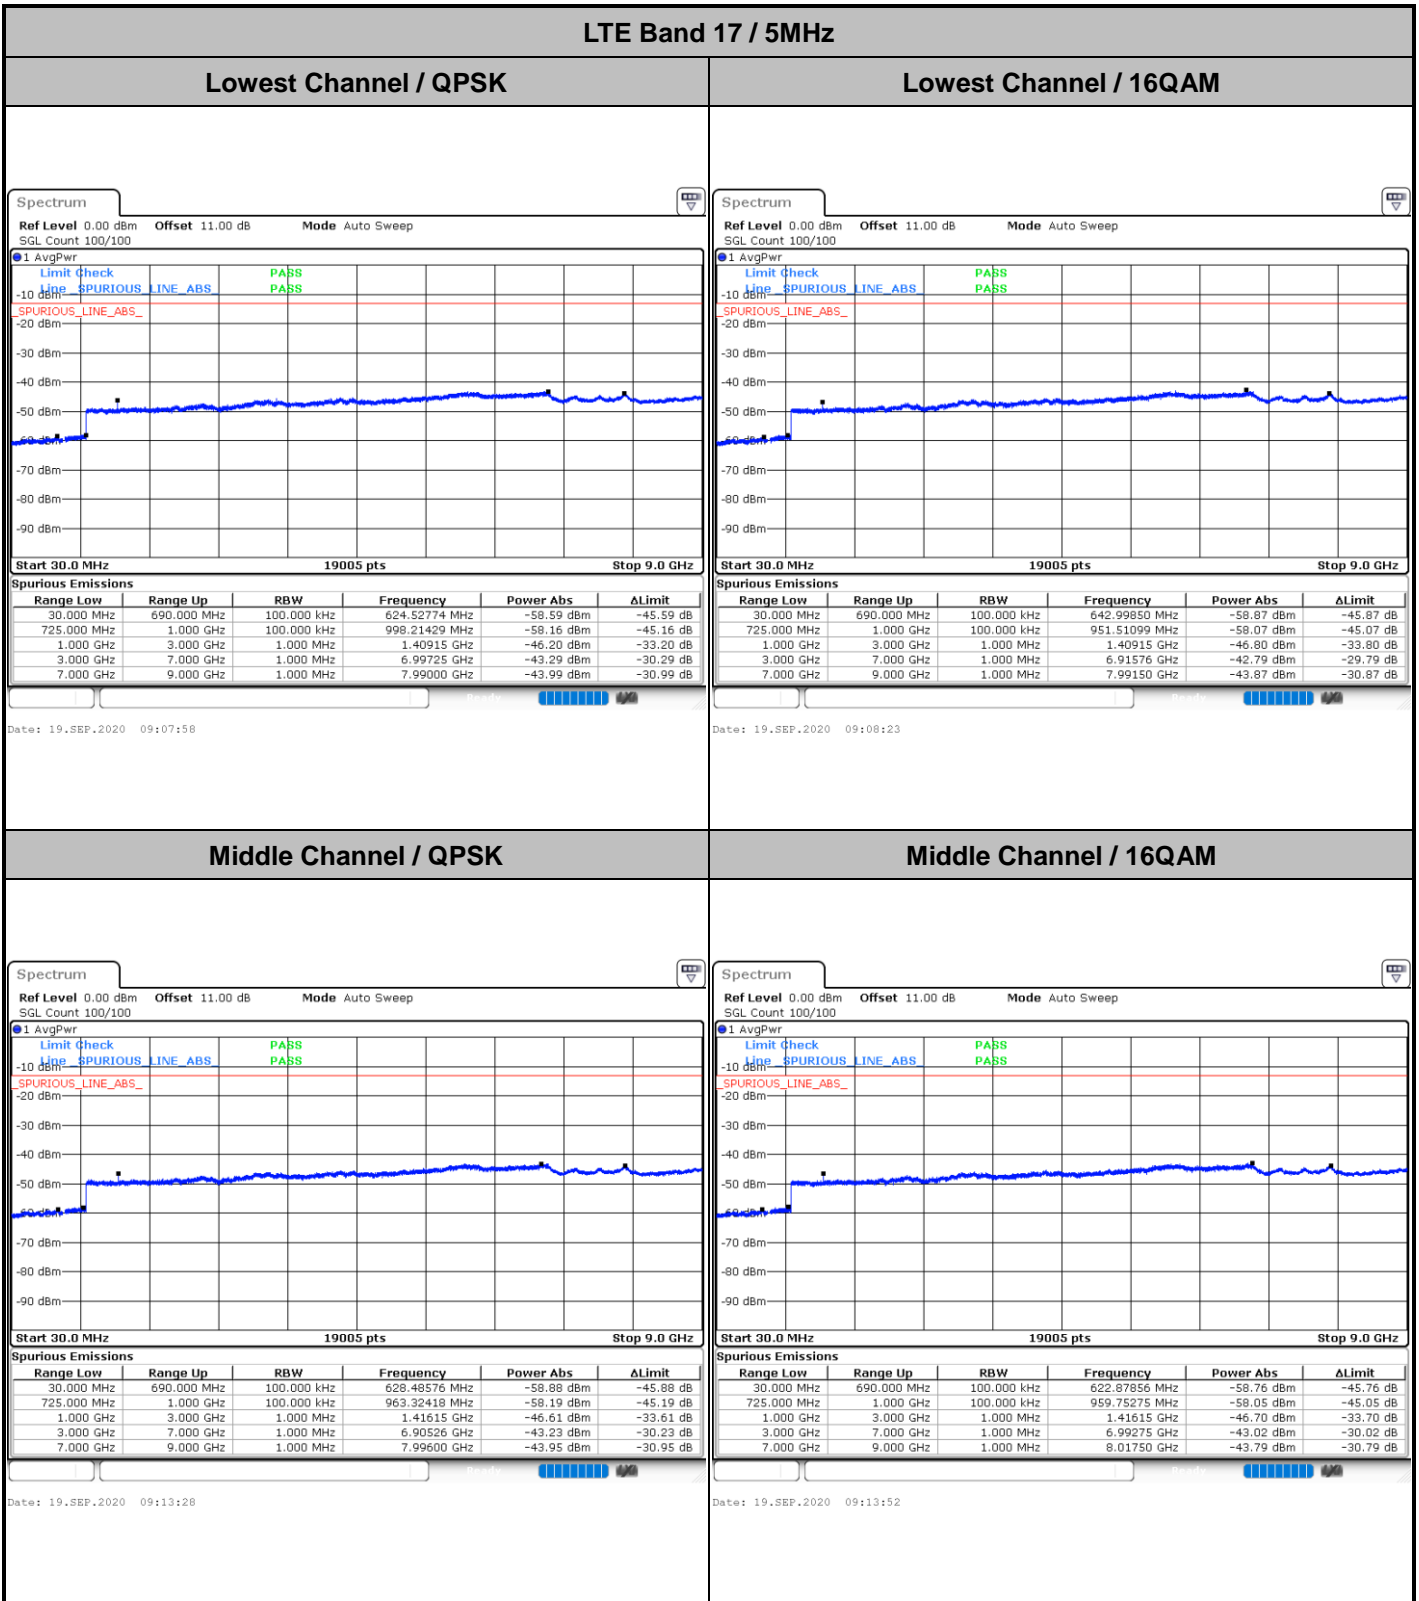 LTE Band 17 / 5MHz
Lowest Channel / QPSK
Lowest Channel / 16QAM
Spectrum
Ref Level 0.00 dBm Offset 11.00 dB Mode Auto Sweep
SGL Count 100/100
1 AvgPwr
Limit Check PASS
Line _SPURIOUS_LINE_ABS_ PASS
-10 dBm
_SPURIOUS_LINE_ABS_
-20 dBm
-30 dBm
-40 dBm
-50 dBm
-60 dBm
-70 dBm
-80 dBm
-90 dBm
Start 30.0 MHz 19005 pts Stop 9.0 GHz
Spurious Emissions
Range Low Range Up RBW Frequency Power Abs ΔLimit
30.000 MHz 690.000 MHz 100.000 kHz 624.52774 MHz -58.59 dBm -45.59 dB
725.000 MHz 1.000 GHz 100.000 kHz 998.21429 MHz -58.16 dBm -45.16 dB
1.000 GHz 3.000 GHz 1.000 MHz 1.40915 GHz -46.20 dBm -33.20 dB
3.000 GHz 7.000 GHz 1.000 MHz 6.99725 GHz -43.29 dBm -30.29 dB
7.000 GHz 9.000 GHz 1.000 MHz 7.99000 GHz -43.99 dBm -30.99 dB
Ready
Date: 19.SEP.2020 09:07:58
Spectrum
Ref Level 0.00 dBm Offset 11.00 dB Mode Auto Sweep
SGL Count 100/100
1 AvgPwr
Limit Check PASS
Line _SPURIOUS_LINE_ABS_ PASS
-10 dBm
_SPURIOUS_LINE_ABS_
-20 dBm
-30 dBm
-40 dBm
-50 dBm
-60 dBm
-70 dBm
-80 dBm
-90 dBm
Start 30.0 MHz 19005 pts Stop 9.0 GHz
Spurious Emissions
Range Low Range Up RBW Frequency Power Abs ΔLimit
30.000 MHz 690.000 MHz 100.000 kHz 642.99850 MHz -58.87 dBm -45.87 dB
725.000 MHz 1.000 GHz 100.000 kHz 951.51099 MHz -58.07 dBm -45.07 dB
1.000 GHz 3.000 GHz 1.000 MHz 1.40915 GHz -46.80 dBm -33.80 dB
3.000 GHz 7.000 GHz 1.000 MHz 6.91576 GHz -42.79 dBm -29.79 dB
7.000 GHz 9.000 GHz 1.000 MHz 7.99150 GHz -43.87 dBm -30.87 dB
Ready
Date: 19.SEP.2020 09:08:23
Middle Channel / QPSK
Middle Channel / 16QAM
Spectrum
Ref Level 0.00 dBm Offset 11.00 dB Mode Auto Sweep
SGL Count 100/100
1 AvgPwr
Limit Check PASS
Line _SPURIOUS_LINE_ABS_ PASS
-10 dBm
_SPURIOUS_LINE_ABS_
-20 dBm
-30 dBm
-40 dBm
-50 dBm
-60 dBm
-70 dBm
-80 dBm
-90 dBm
Start 30.0 MHz 19005 pts Stop 9.0 GHz
Spurious Emissions
Range Low Range Up RBW Frequency Power Abs ΔLimit
30.000 MHz 690.000 MHz 100.000 kHz 628.48576 MHz -58.88 dBm -45.88 dB
725.000 MHz 1.000 GHz 100.000 kHz 963.32418 MHz -58.19 dBm -45.19 dB
1.000 GHz 3.000 GHz 1.000 MHz 1.41615 GHz -46.61 dBm -33.61 dB
3.000 GHz 7.000 GHz 1.000 MHz 6.90526 GHz -43.23 dBm -30.23 dB
7.000 GHz 9.000 GHz 1.000 MHz 7.99600 GHz -43.95 dBm -30.95 dB
Ready
Date: 19.SEP.2020 09:13:28
Spectrum
Ref Level 0.00 dBm Offset 11.00 dB Mode Auto Sweep
SGL Count 100/100
1 AvgPwr
Limit Check PASS
Line _SPURIOUS_LINE_ABS_ PASS
-10 dBm
_SPURIOUS_LINE_ABS_
-20 dBm
-30 dBm
-40 dBm
-50 dBm
-60 dBm
-70 dBm
-80 dBm
-90 dBm
Start 30.0 MHz 19005 pts Stop 9.0 GHz
Spurious Emissions
Range Low Range Up RBW Frequency Power Abs ΔLimit
30.000 MHz 690.000 MHz 100.000 kHz 622.87856 MHz -58.76 dBm -45.76 dB
725.000 MHz 1.000 GHz 100.000 kHz 959.75275 MHz -58.05 dBm -45.05 dB
1.000 GHz 3.000 GHz 1.000 MHz 1.41615 GHz -46.70 dBm -33.70 dB
3.000 GHz 7.000 GHz 1.000 MHz 6.99275 GHz -43.02 dBm -30.02 dB
7.000 GHz 9.000 GHz 1.000 MHz 8.01750 GHz -43.79 dBm -30.79 dB
Ready
Date: 19.SEP.2020 09:13:52